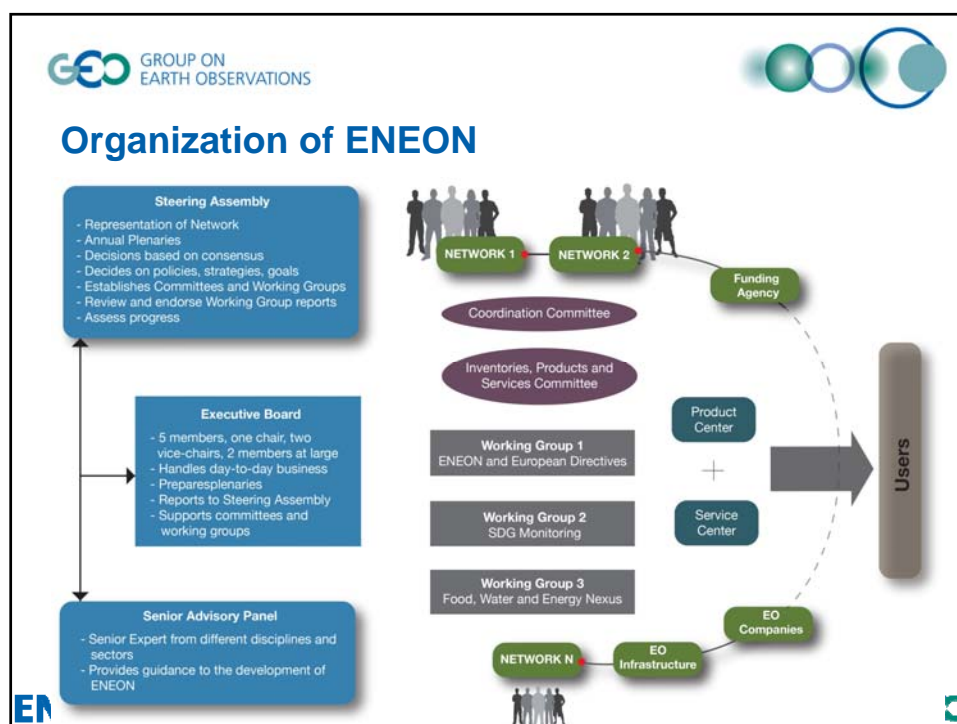 GEO GROUP ON
EARTH OBSERVATIONS
Organization of ENEON
Steering Assembly
- Representation of Network
- Annual Plenaries
- Decisions based on consensus
- Decides on policies, strategies, goals
- Establishes Committees and Working Groups
- Review and endorse Working Group reports
- Assess progress
Executive Board
- 5 members, one chair, two
vice-chairs, 2 members at large
- Handles day-to-day business
- Preparesplenaries
- Reports to Steering Assembly
- Supports committees and
working groups
Senior Advisory Panel
- Senior Expert from different disciplines and
sectors
- Provides guidance to the development of
ENEON
NETWORK 1
NETWORK 2
Funding
Agency
Coordination Committee
Inventories, Products and
Services Committee
Working Group 1
ENEON and European Directives
Working Group 2
SDG Monitoring
Working Group 3
Food, Water and Energy Nexus
Product
Center
+
Service
Center
Users
EO
Companies
EO
Infrastructure
NETWORK N
EN